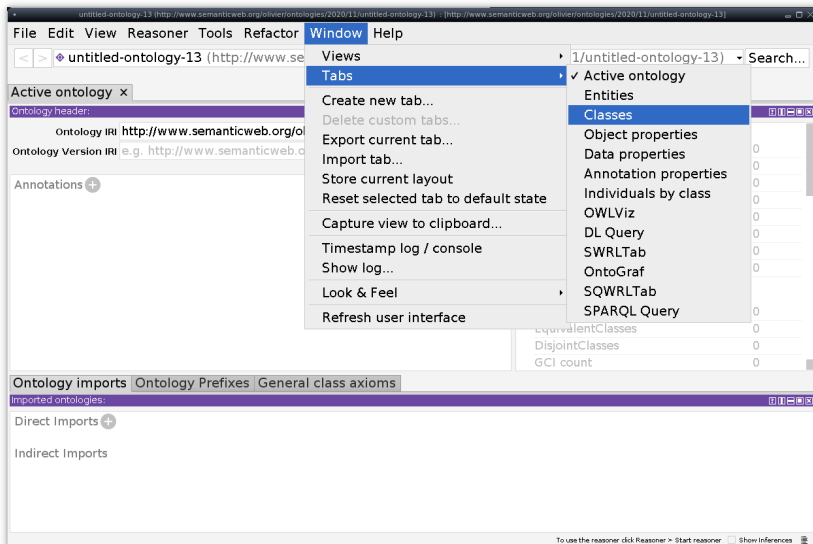 untitled-ontology-13 (http://www.semanticweb.org/olivier/ontologies/2020/11/untitled-ontology-13) : [http://www.semanticweb.org/olivier/ontologies/2020/11/untitled-ontology-13]
File Edit View Reasoner Tools Refactor Window Help
< > untitled-ontology-13 (http://www.se 1/untitled-ontology-13) Search...
Active ontology ×
Ontology header:
Ontology IRI http://www.semanticweb.org/ol
Ontology Version IRI e.g. http://www.semanticweb.o
Annotations
Views
Tabs
Create new tab...
Delete custom tabs...
Export current tab...
Import tab...
Store current layout
Reset selected tab to default state
Capture view to clipboard...
Timestamp log / console
Show log...
Look & Feel
Refresh user interface
✓ Active ontology
Entities
Classes
Object properties
Data properties
Annotation properties
Individuals by class
OWLViz
DL Query
SWRLTab
OntoGraf
SQWRLTab
SPARQL Query
0
0
0
0
0
0
0
0
0
EquivalentClasses 0
DisjointClasses 0
GCI count 0
Ontology imports Ontology Prefixes General class axioms
Imported ontologies:
Direct Imports
Indirect Imports
To use the reasoner click Reasoner > Start reasoner Show Inferences